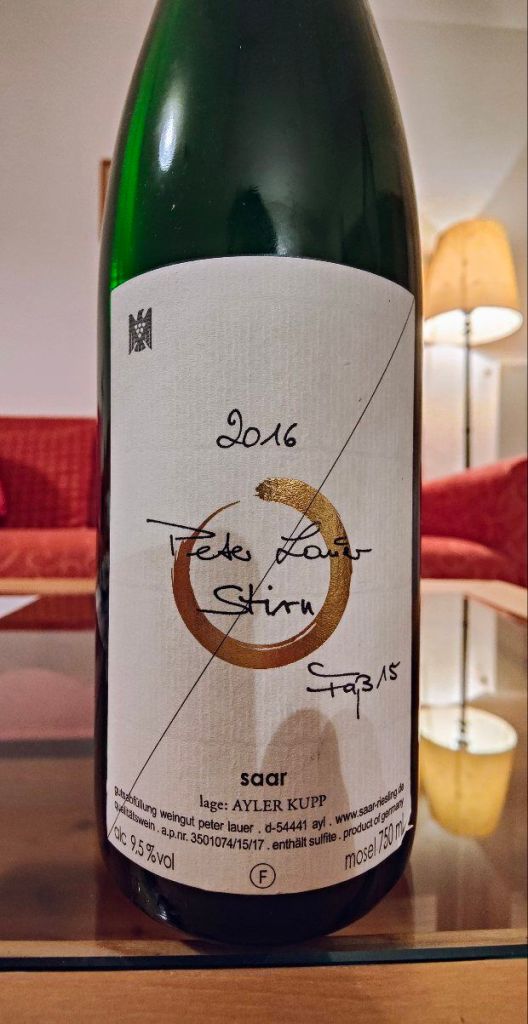 2016
Peter Lauer
Stirn
Faß 15
saar
lage: AYLER KUPP
gutsabfüllung weingut peter lauer . d-54441 ayl . www.saar-riesling.de
qualitätswein . a.p.nr. 3501074/15/17 . enthält sulfite . product of germany
alc 9,5 %vol
mosel 750 ml
F